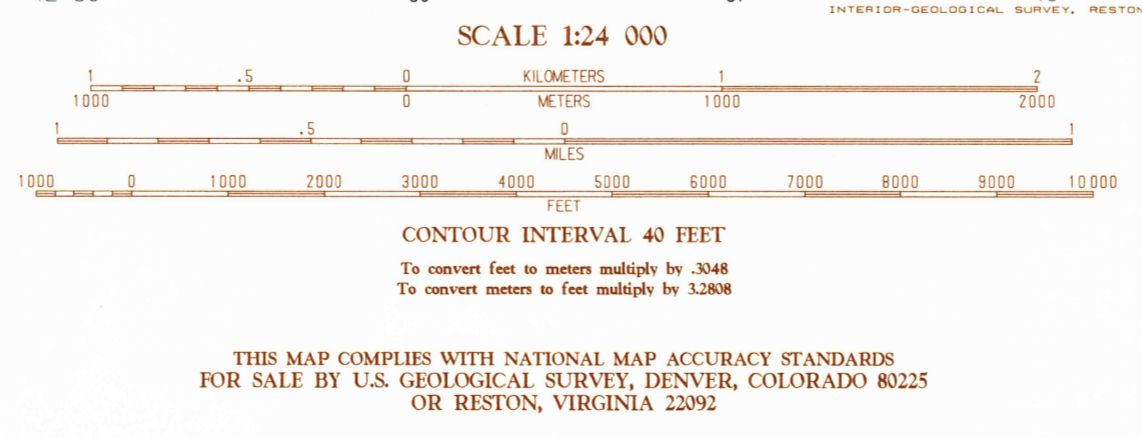 INTERIOR-GEOLOGICAL SURVEY, RESTON
SCALE 1:24 000
1 .5 0 KILOMETERS 1 2
1000 0 METERS 1000 2000
1 .5 0 1
MILES
1000 0 1000 2000 3000 4000 5000 6000 7000 8000 9000 10 000
FEET
CONTOUR INTERVAL 40 FEET
To convert feet to meters multiply by .3048
To convert meters to feet multiply by 3.2808
THIS MAP COMPLIES WITH NATIONAL MAP ACCURACY STANDARDS
FOR SALE BY U.S. GEOLOGICAL SURVEY, DENVER, COLORADO 80225
OR RESTON, VIRGINIA 22092